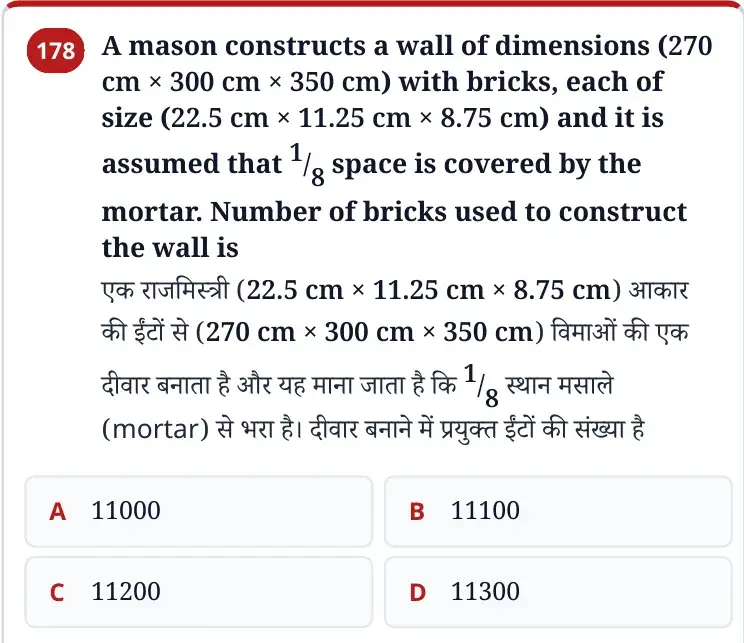 178 A mason constructs a wall of dimensions (270
cm × 300 cm × 350 cm) with bricks, each of
size (22.5 cm × 11.25 cm × 8.75 cm) and it is
assumed that 1/8 space is covered by the
mortar. Number of bricks used to construct
the wall is
एक राजमिस्त्री (22.5 cm × 11.25 cm × 8.75 cm) आकार
की ईंटों से (270 cm × 300 cm × 350 cm) विमाओं की एक
दीवार बनाता है और यह माना जाता है कि 1/8 स्थान मसाले
(mortar) से भरा है। दीवार बनाने में प्रयुक्त ईंटों की संख्या है
A 11000
B 11100
C 11200
D 11300